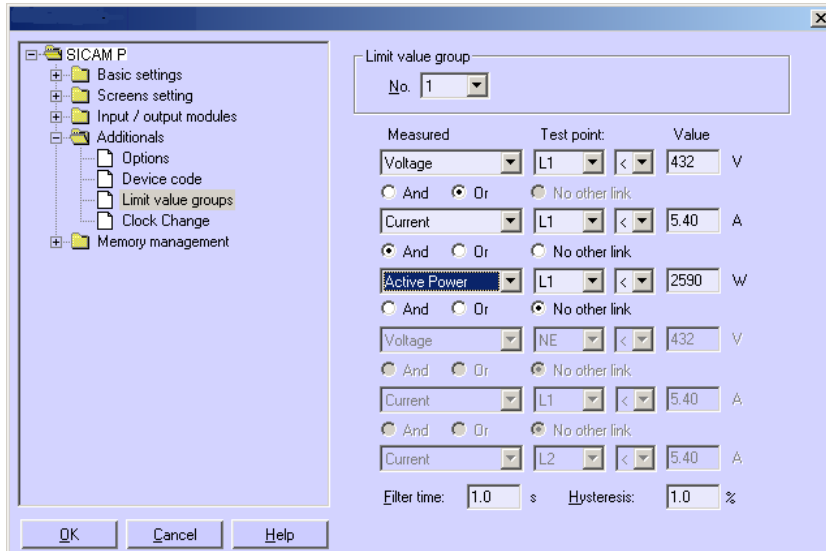 SICAM P
Basic settings
Screens setting
Input / output modules
Additionals
Options
Device code
Limit value groups
Clock Change
Memory management
OK Cancel Help
Limit value group
No. 1
Measured Test point: Value
Voltage L1 < 432 V
And Or No other link
Current L1 < 5.40 A
And Or No other link
Active Power L1 < 2590 W
And Or No other link
Voltage NE < 432 V
And Or No other link
Current L1 < 5.40 A
And Or No other link
Current L2 < 5.40 A
Filter time: 1.0 s Hysteresis: 1.0 %